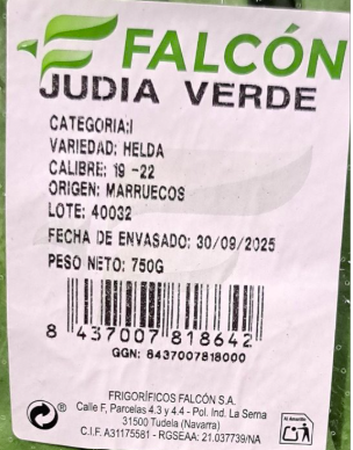 FALCÓN
JUDIA VERDE
CATEGORIA:I
VARIEDAD: HELDA
CALIBRE: 19 -22
ORIGEN: MARRUECOS
LOTE: 40032
FECHA DE ENVASADO: 30/09/2025
PESO NETO: 750G
8 437007 818642
GGN: 8437007818000
FRIGORÍFICOS FALCÓN S.A.
Calle F, Parcelas 4.3 y 4.4 - Pol. Ind. La Serna
31500 Tudela (Navarra)
C.I.F. A31175581 - RGSEAA: 21.037739/NA
Al Amarillo